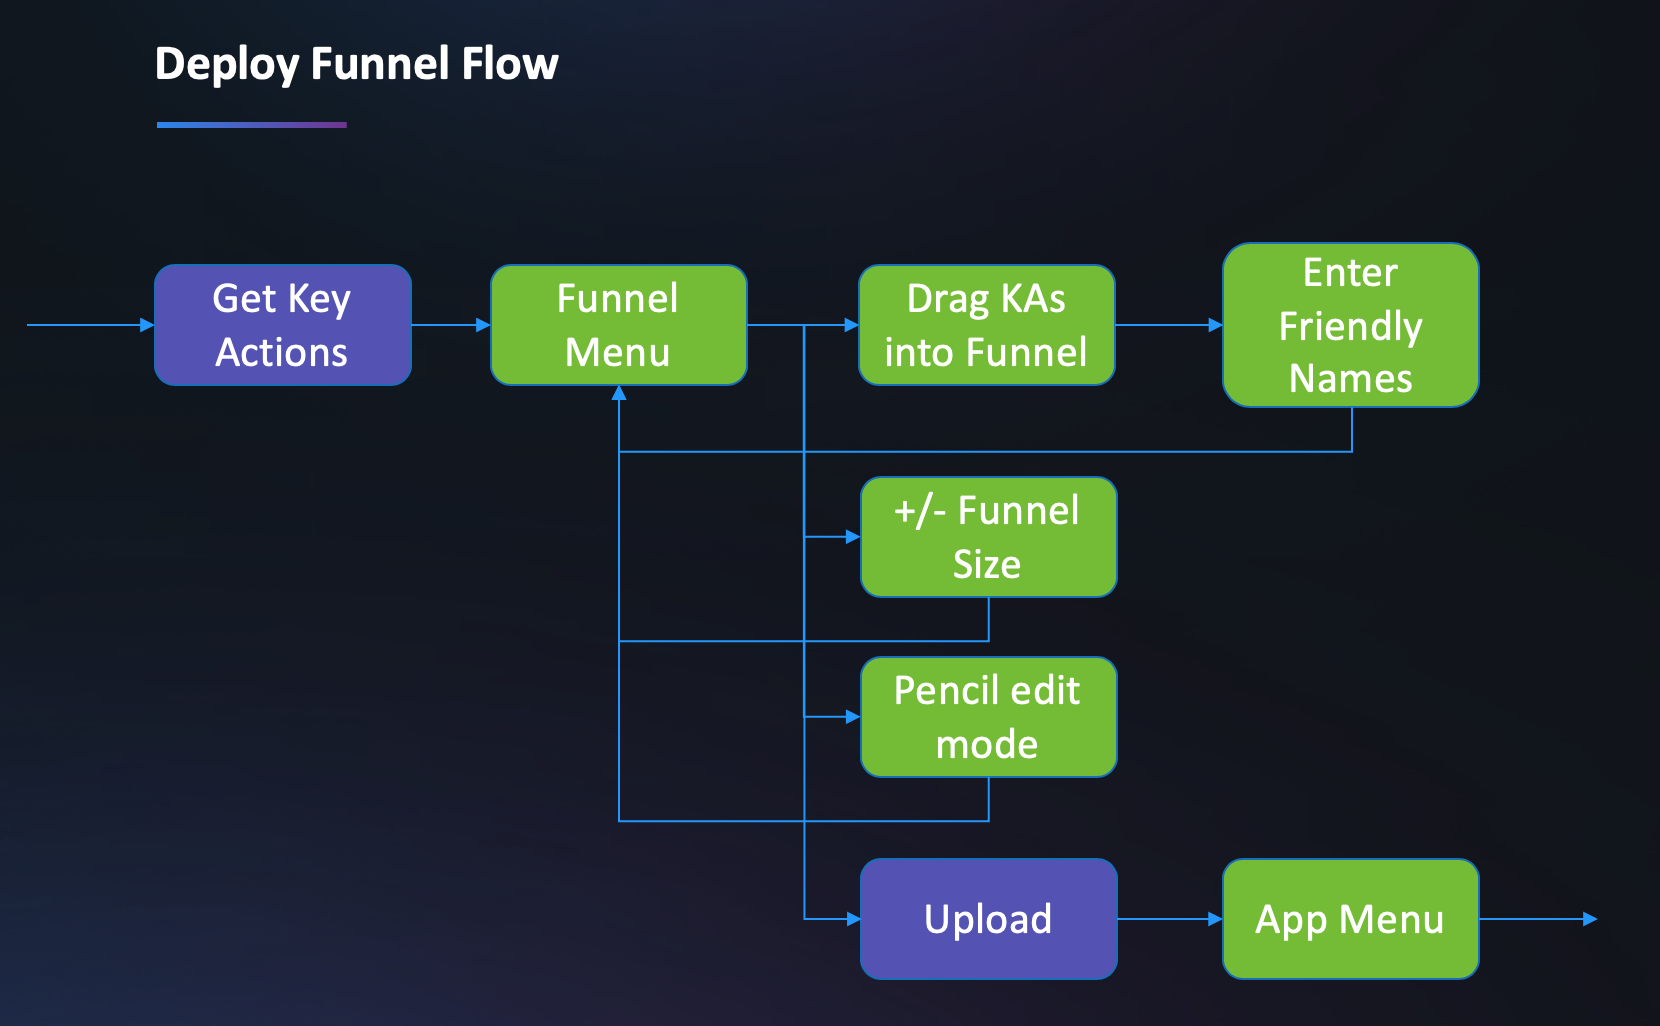 Deploy Funnel Flow
Get Key
Actions
Funnel
Menu
Drag KAs
into Funnel
Enter
Friendly
Names
+/- Funnel
Size
Pencil edit
mode
Upload
App Menu